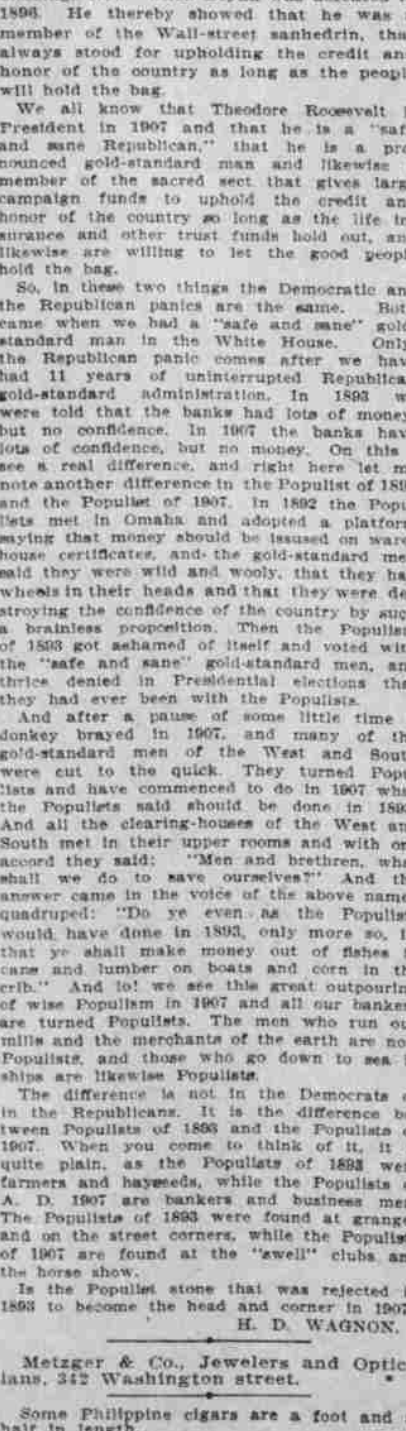 1896. He thereby showed that he was
member of the Wall-street sanhedrin, tha
always stood for upholding the credit an
honor of the country as long as the peopl
will hold the bag.
We all know that Theodore Roosevelt i
President in 1907 and that he is a "saf
and sane Republican," that he is a pro
nounced gold-standard man and likewise
member of the sacred sect that gives larg
campaign funds to uphold the credit an
honor of the country so long as the life in
surance and other trust funds hold out, an
likewise are willing to let the good peopl
hold the bag.
So, in these two things the Democratic an
the Republican panics are the same. Bot
came when we had a "safe and sane" gold
standard man in the White House. Only
the Republican panic comes after we hav
had 11 years of uninterrupted Republica
gold-standard administration. In 1893 w
were told that the banks had lots of money
but no confidence. In 1907 the banks hav
lots of confidence, but no money. On this
see a real difference, and right here let m
note another difference in the Populist of 189
and the Populist of 1907. In 1892 the Popu
lists met in Omaha and adopted a platform
saying that money should be issused on ware
house certificates, and the gold-standard me
said they were wild and wooly, that they ha
wheels in their heads and that they were de
stroying the confidence of the country by suc
a brainless propositien. Then the Populist
of 1893 got ashamed of itself and voted wit
the "safe and sane" gold-standard men, an
thrice denied in Presidential elections tha
they had ever been with the Populists.
And after a pause of some little time
donkey brayed in 1907, and many of th
gold-standard men of the West and Sout
were cut to the quick. They turned Popu
lists and have commenced to do in 1907 wha
the Populists said should be done in 1893
And all the clearing-houses of the West an
South met in their upper rooms and with on
accord they said: "Men and brethren, wha
shall we do to save ourselves?" And th
answer came in the voice of the above name
quadruped: "Do ye even as the Populist
would have done in 1893, only more so, i
that ye shall make money out of fishes i
cans and lumber on boats and corn in th
crib." And lo! we see this great outpourin
of wise Populism in 1907 and all our banker
are turned Populists. The men who run ou
mills and the merchants of the earth are no
Populists, and those who go down to sea i
ships are likewise Populists.
The difference is not in the Democrats o
in the Republicans. It is the difference be
tween Populists of 1893 and the Populists o
1907. When you come to think of it, it i
quite plain, as the Populists of 1893 wer
farmers and hayseeds, while the Populists o
A. D. 1907 are bankers and business men
The Populists of 1893 were found at grange
and on the street corners, while the Populist
of 1907 are found at the "swell" clubs an
the horse show.
Is the Populist stone that was rejected i
1893 to become the head and corner in 1907
H. D. WAGNON.
Metzger & Co., Jewelers and Optic
ians, 342 Washington street. *
Some Philippine cigars are a foot and
half in length